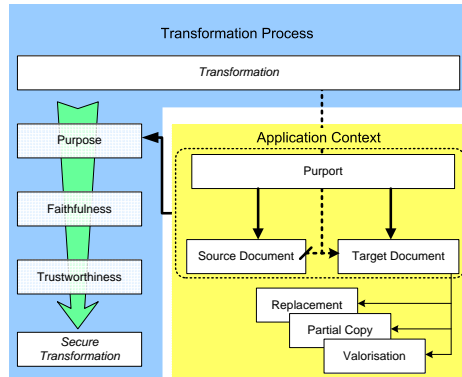 Transformation Process
Transformation
Purpose
Faithfulness
Trustworthiness
Secure
Transformation
Application Context
Purport
Source Document
Target Document
Replacement
Partial Copy
Valorisation